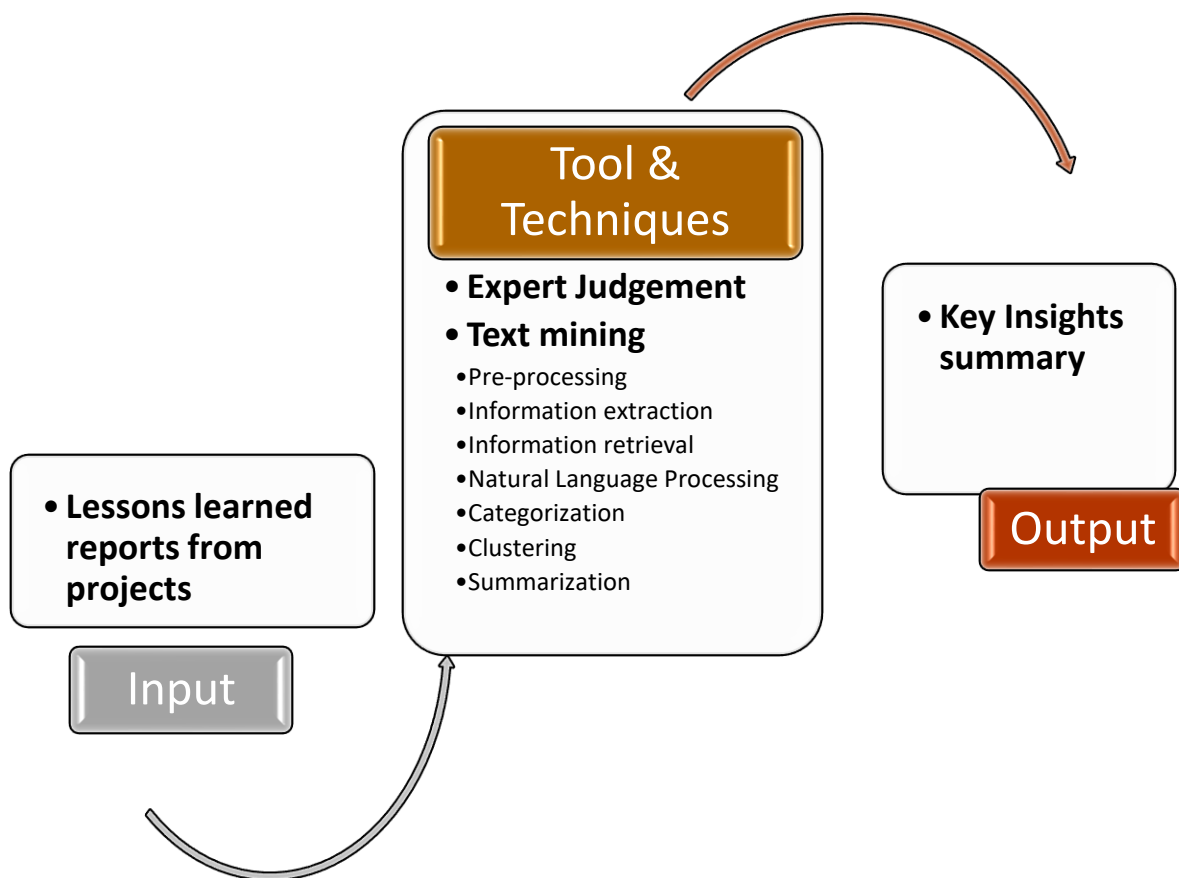 • Lessons learned
reports from
projects
Input
Tool &
Techniques
• Expert Judgement
• Text mining
•Pre-processing
•Information extraction
•Information retrieval
•Natural Language Processing
•Categorization
•Clustering
•Summarization
• Key Insights
summary
Output